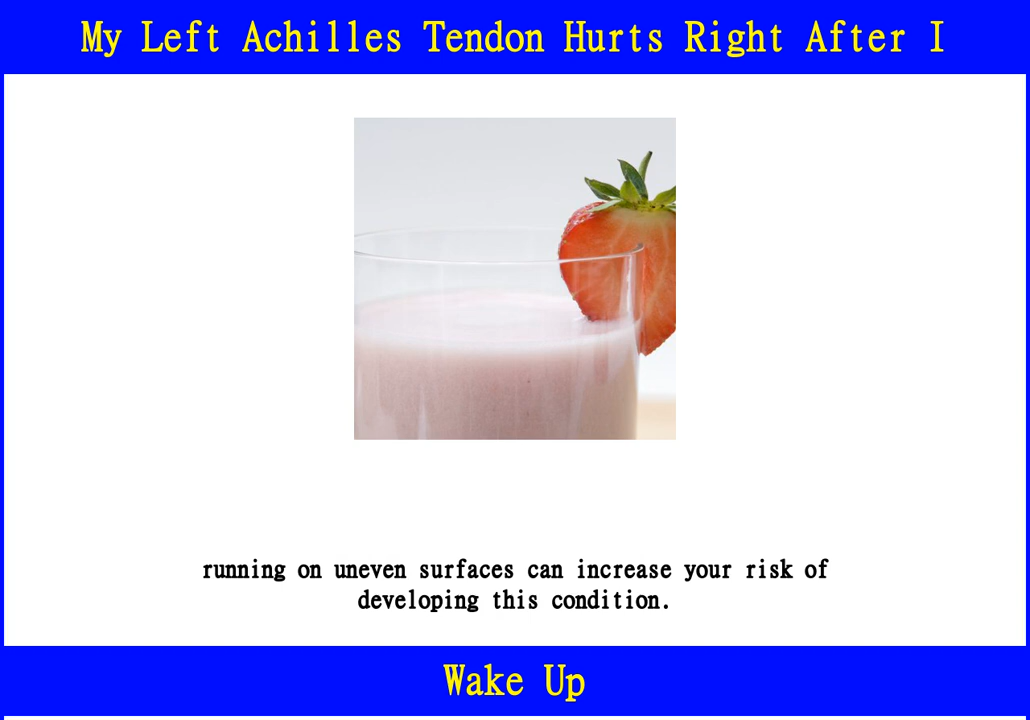 My Left Achilles Tendon Hurts Right After I
running on uneven surfaces can increase your risk of
developing this condition.
Wake Up